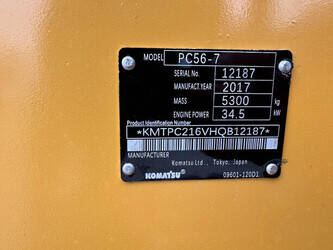 MODEL PC56-7
SERIAL No. 12187
MANUFACT.YEAR 2017
MASS 5300 kg
ENGINE POWER 34.5 kW
Product Identification Number
*KMTPC216VHQB12187*
MANUFACTURER
Komatsu Ltd., Tokyo, Japan
KOMATSU 09601-120D1